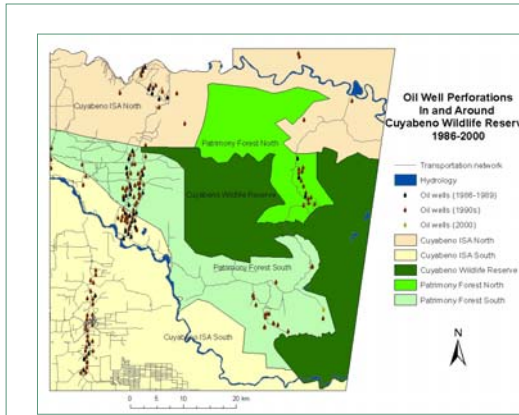 Oil Well Perforations
In and Around
Cuyabeno Wildlife Reserve
1986-2000
Transportation network
Hydrology
Oil wells (1986-1989)
Oil wells (1990s)
Oil wells (2000)
Cuyabeno ISA North
Cuyabeno ISA South
Cuyabeno Wildlife Reserve
Patrimony Forest North
Patrimony Forest South
N
Cuyabeno ISA North
Patrimony Forest North
Cuyabeno Wildlife Reserve
Patrimony Forest South
Cuyabeno ISA South
0 5 10 20 km